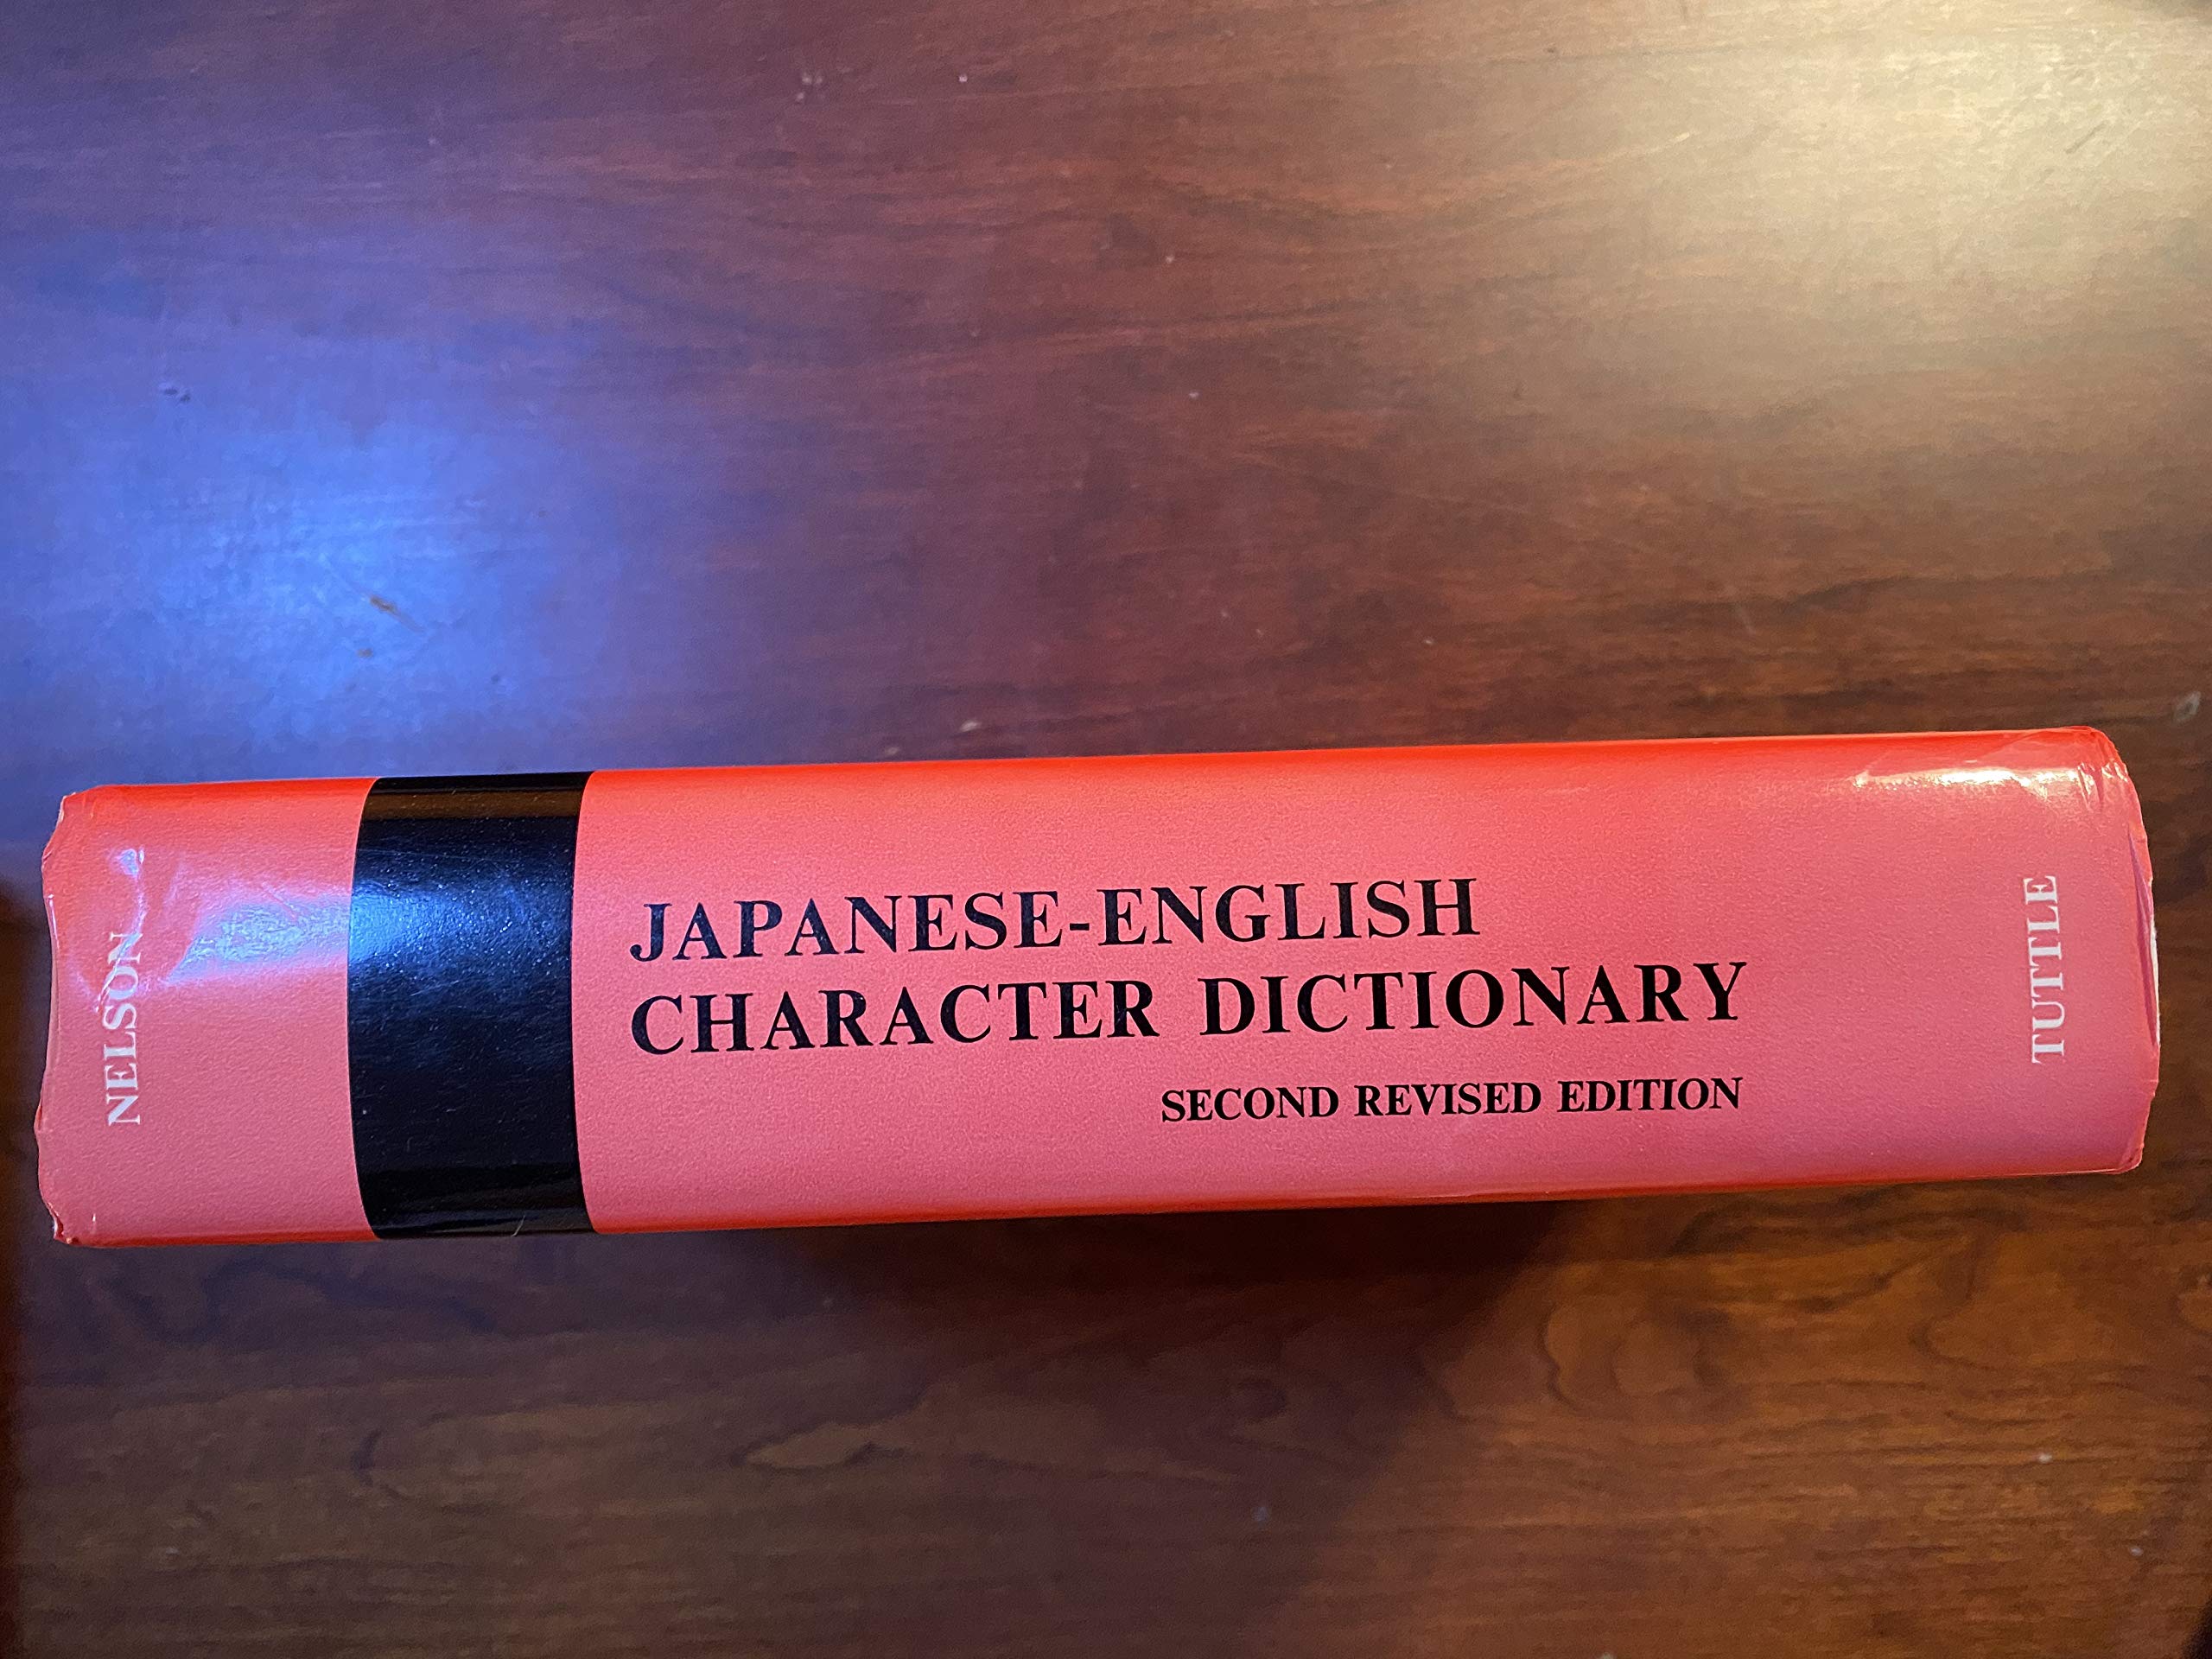 NELSON
JAPANESE-ENGLISH
CHARACTER DICTIONARY
SECOND REVISED EDITION
TUTTLE